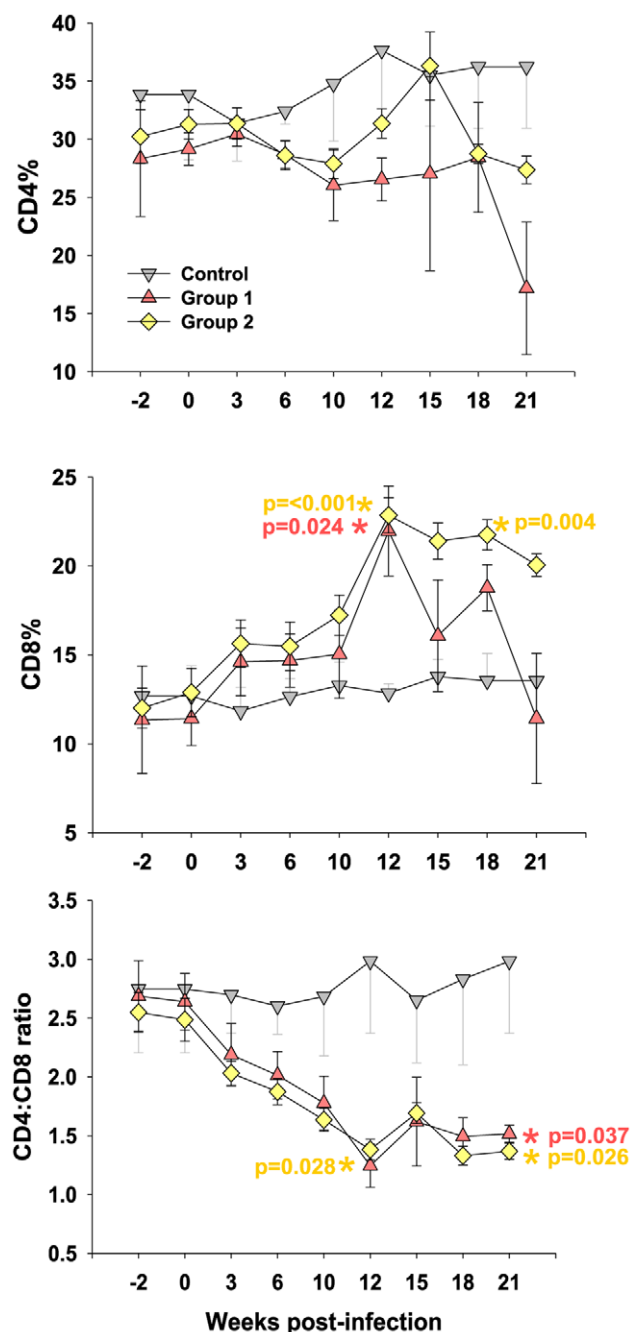 40
35
30
25
20
15
10
CD4%
Control
Group 1
Group 2
-2 0 3 6 10 12 15 18 21
25
20
15
10
5
CD8%
p=<0.001*
p=0.024 *
* p=0.004
-2 0 3 6 10 12 15 18 21
3.5
3.0
2.5
2.0
1.5
1.0
0.5
CD4:CD8 ratio
p=0.028 *
* p=0.037
* p=0.026
-2 0 3 6 10 12 15 18 21
Weeks post-infection